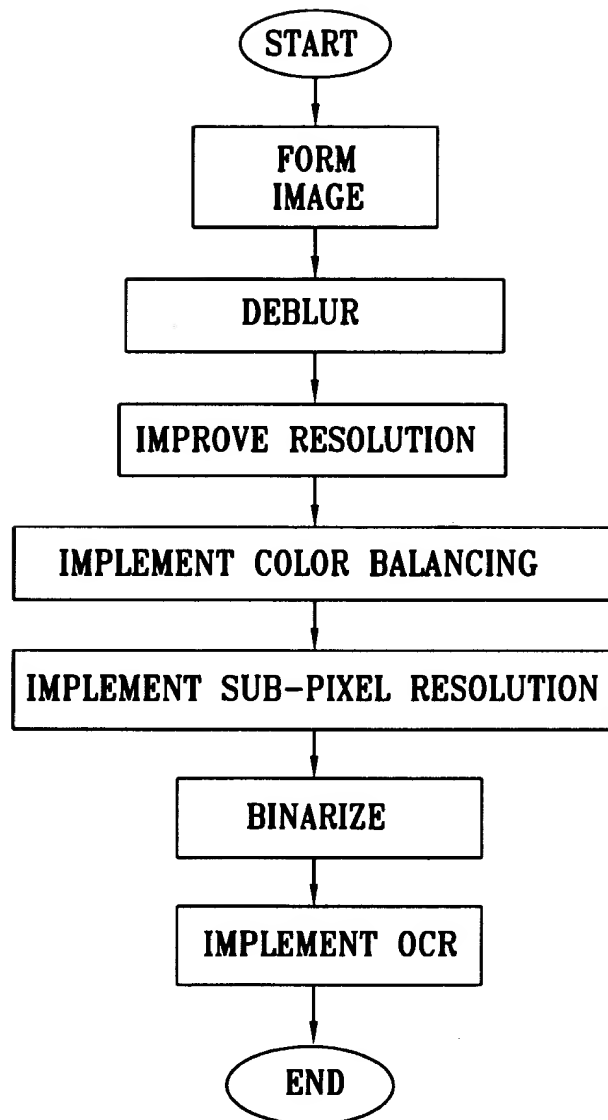 START
FORM
IMAGE
DEBLUR
IMPROVE RESOLUTION
IMPLEMENT COLOR BALANCING
IMPLEMENT SUB-PIXEL RESOLUTION
BINARIZE
IMPLEMENT OCR
END